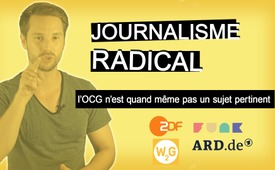 JOURNALISME
RADICAL
l'OCG n'est quand même pas un sujet pertinent
ZDF FUNK
W2G ARD.de